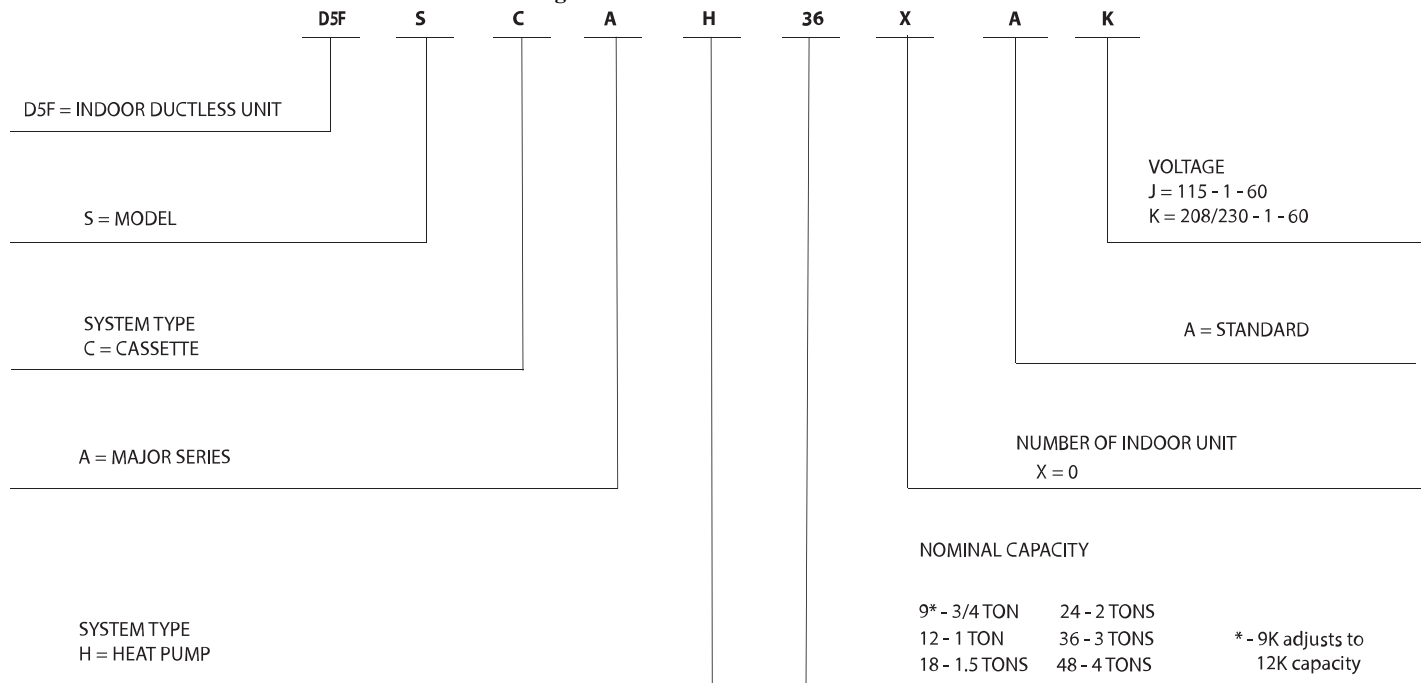 D5F S C A H 36 X A K
D5F = INDOOR DUCTLESS UNIT
VOLTAGE
J = 115 - 1 - 60
K = 208/230 - 1 - 60
S = MODEL
SYSTEM TYPE
C = CASSETTE
A = STANDARD
A = MAJOR SERIES
NUMBER OF INDOOR UNIT
X = 0
NOMINAL CAPACITY
9* - 3/4 TON 24 - 2 TONS
12 - 1 TON 36 - 3 TONS * - 9K adjusts to
18 - 1.5 TONS 48 - 4 TONS 12K capacity
SYSTEM TYPE
H = HEAT PUMP